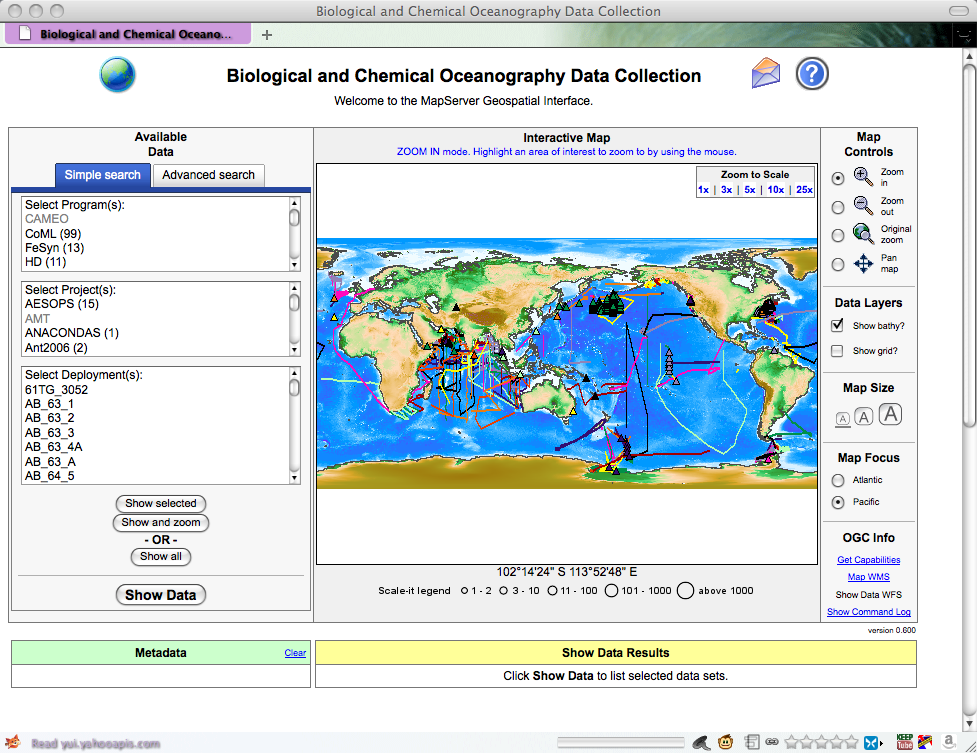 Biological and Chemical Oceanography Data Collection
Biological and Chemical Oceano...
Biological and Chemical Oceanography Data Collection
Welcome to the MapServer Geospatial Interface.
Available
Data
Simple search
Advanced search
Select Program(s):
CAMEO
CoML (99)
FeSyn (13)
HD (11)
Select Project(s):
AESOPS (15)
AMT
ANACONDAS (1)
Ant2006 (2)
Select Deployment(s):
61TG_3052
AB_63_1
AB_63_2
AB_63_3
AB_63_4A
AB_63_A
AB_64_5
Show selected
Show and zoom
- OR -
Show all
Show Data
Interactive Map
ZOOM IN mode. Highlight an area of interest to zoom to by using the mouse.
Zoom to Scale
1x | 3x | 5x | 10x | 25x
102°14'24" S 113°52'48" E
Scale-it legend 1 - 2 3 - 10 11 - 100 101 - 1000 above 1000
Map
Controls
Zoom
in
Zoom
out
Original
zoom
Pan
map
Data Layers
Show bathy?
Show grid?
Map Size
A A A
Map Focus
Atlantic
Pacific
OGC Info
Get Capabilities
Map WMS
Show Data WFS
Show Command Log
version 0.600
Metadata
Clear
Show Data Results
Click Show Data to list selected data sets.
Read yui.yahooapis.com
KEEP
Tube
a